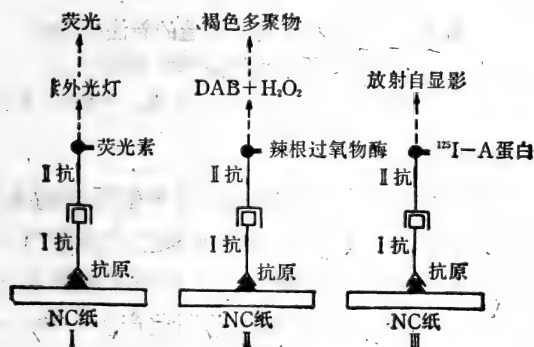 荧光
褐色多聚物
外光灯
DAB+H₂O₂
放射自显影
荧光素
辣根过氧物酶
¹²⁵I-A蛋白
Ⅱ抗
Ⅱ抗
Ⅱ抗
Ⅰ抗
Ⅰ抗
Ⅰ抗
抗原
抗原
抗原
NC纸
NC纸
NC纸
Ⅰ
Ⅱ
Ⅲ